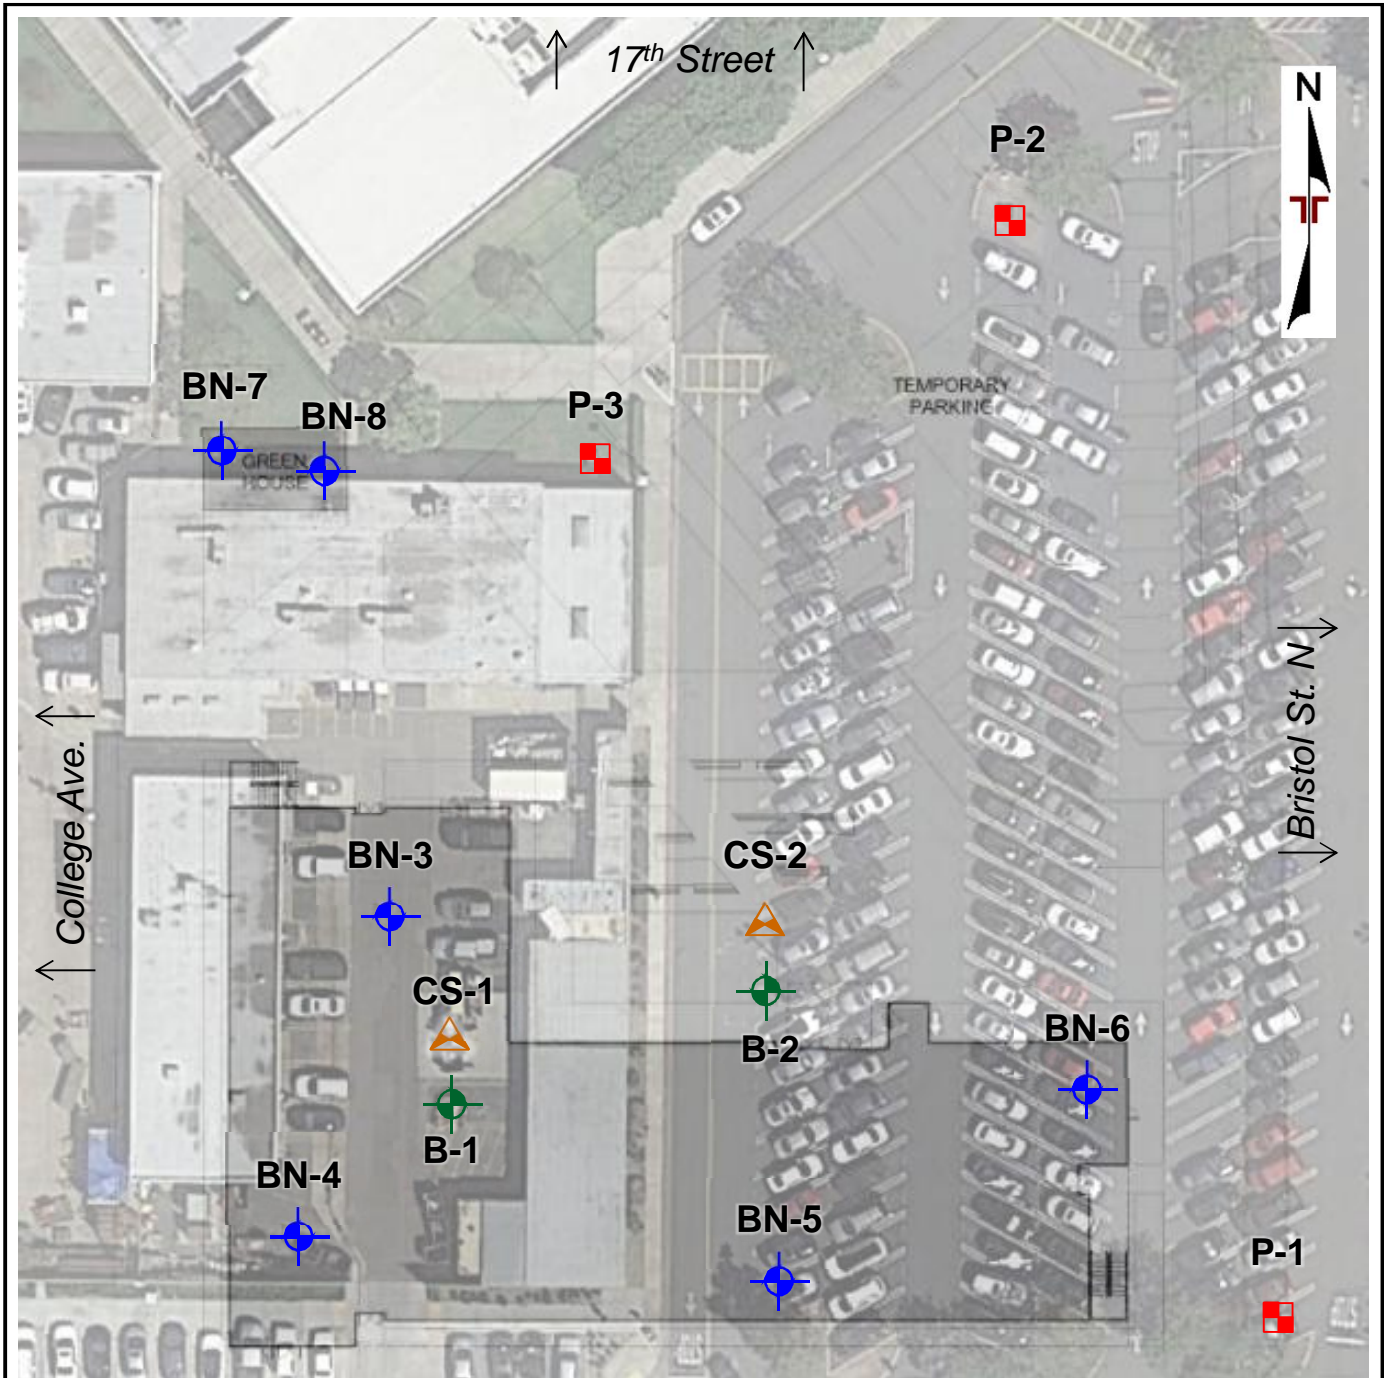 17th Street
N
P-2
TEMPORARY
PARKING
BN-7
BN-8
P-3
GREEN
HOUSE
Bristol St. N
College Ave.
BN-3
CS-2
CS-1
B-2
BN-6
B-1
BN-4
BN-5
P-1